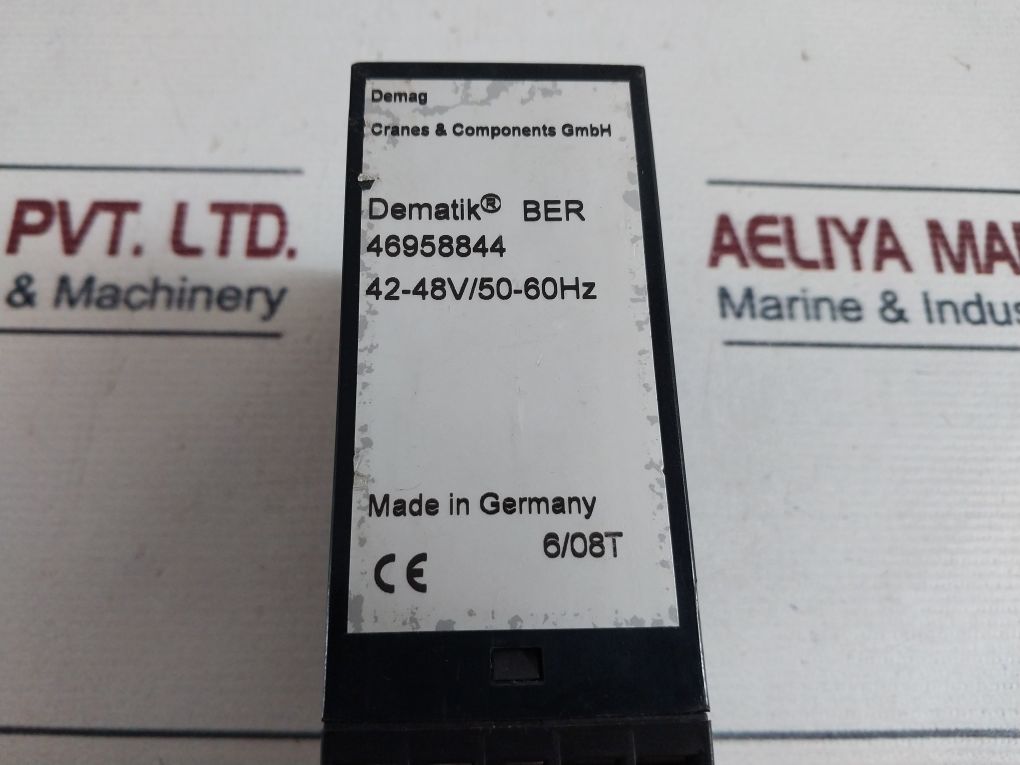 Demag
Cranes & Components GmbH
Dematik® BER
46958844
42-48V/50-60Hz
Made in Germany
6/08T
CE
PVT. LTD.
& Machinery
AELIYA MA
Marine & Indus